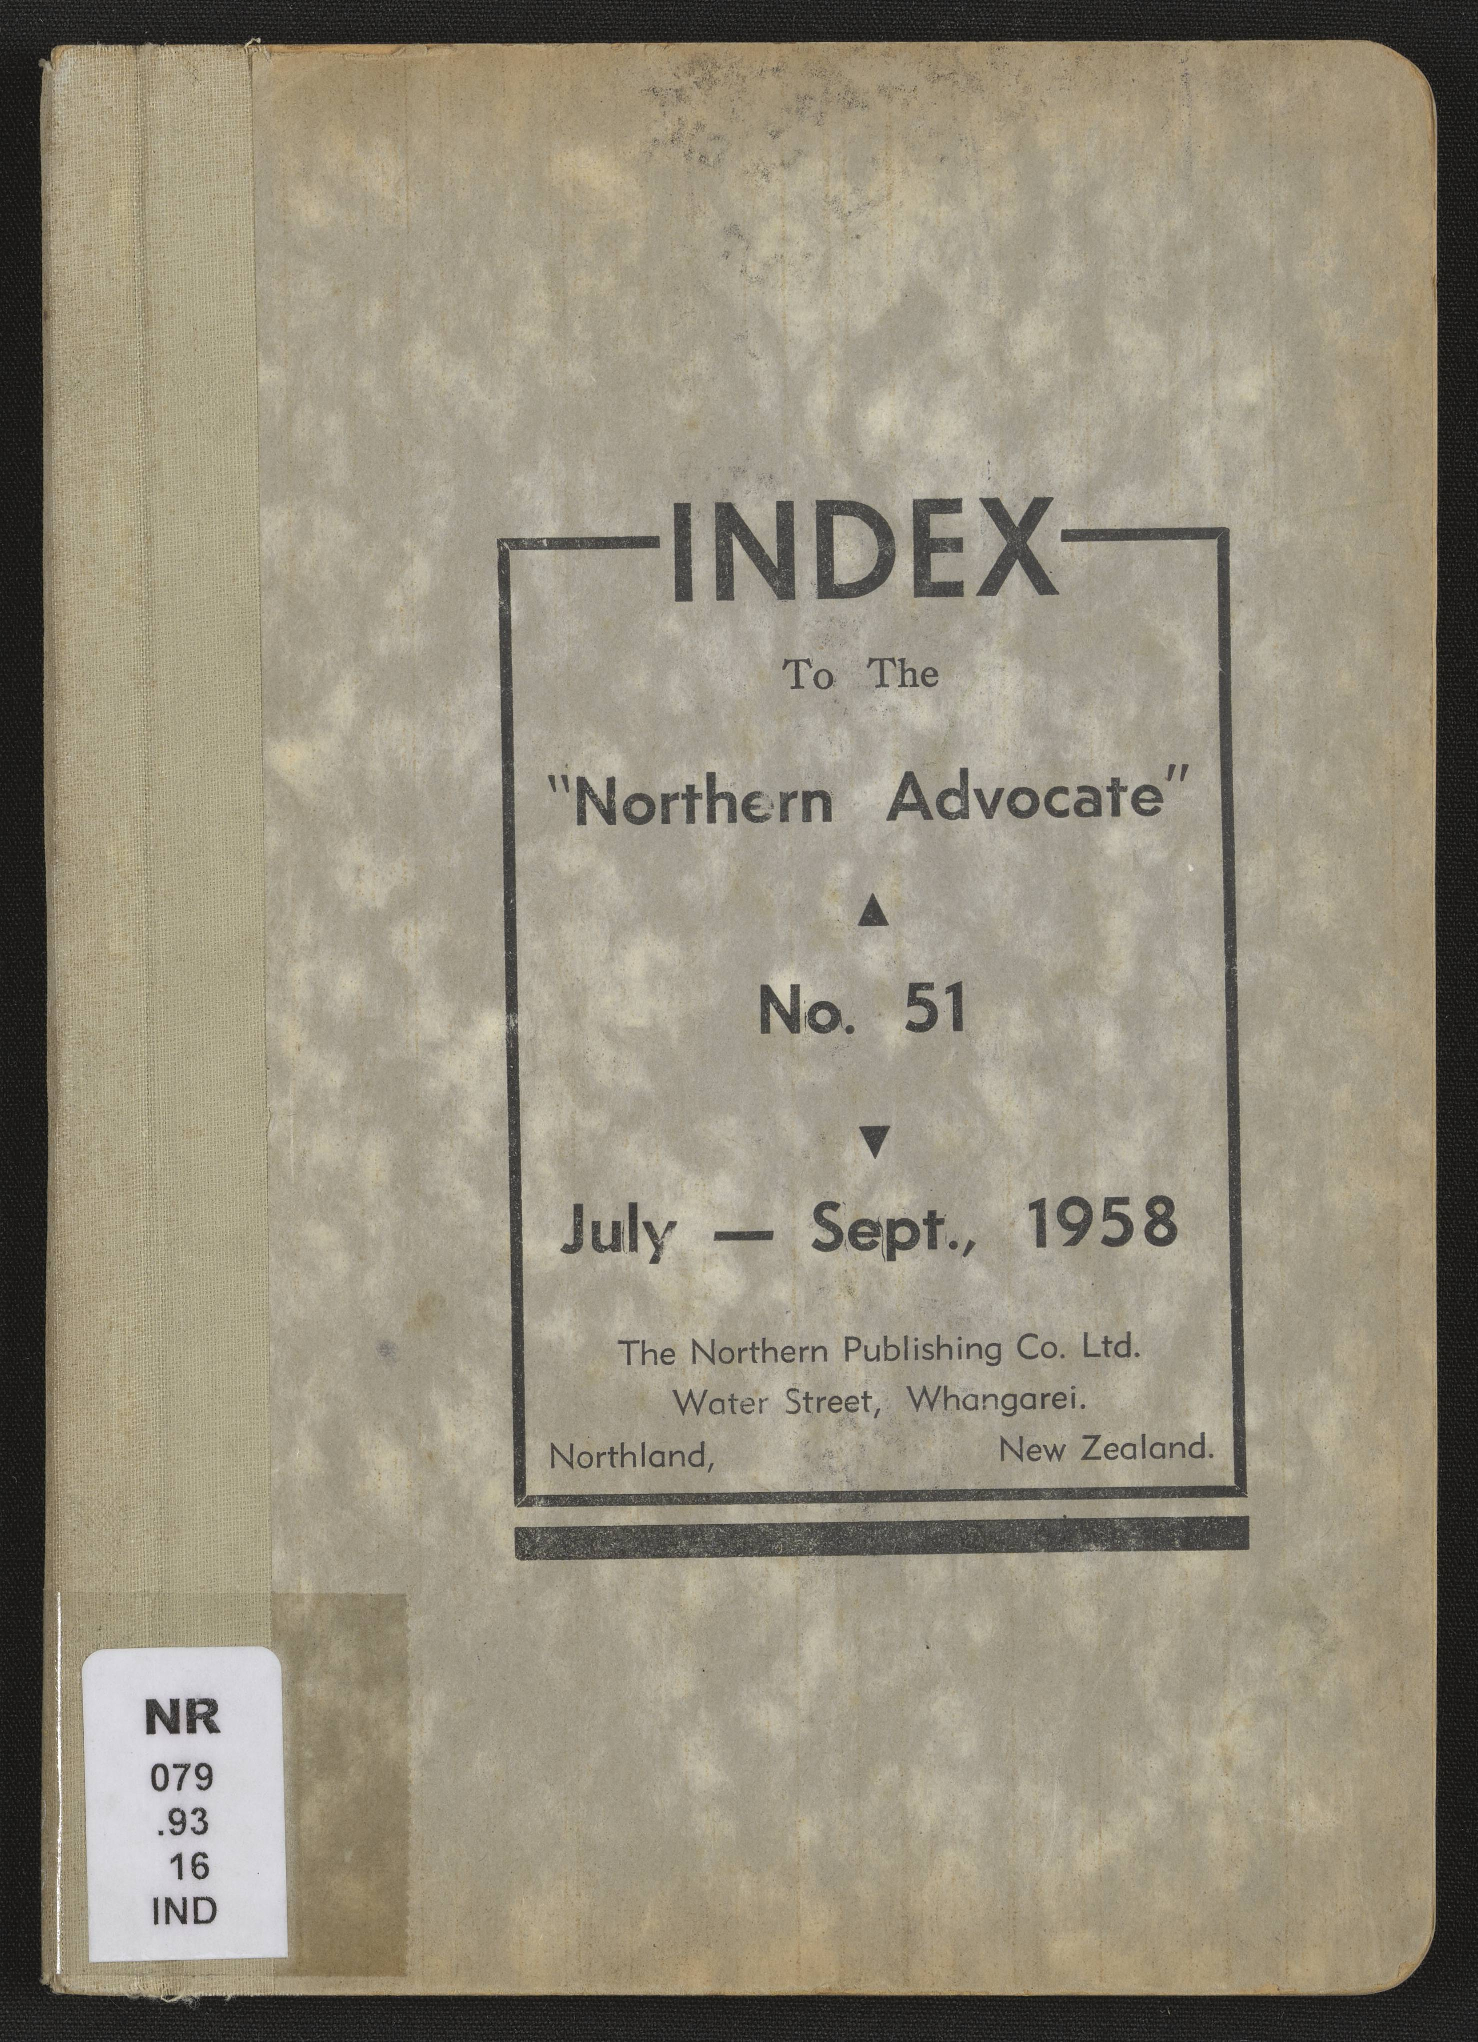 INDEX
To The
"Northern Advocate"
No. 51
July — Sept., 1958
The Northern Publishing Co. Ltd.
Water Street, Whangarei.
Northland, New Zealand.
NR
079
.93
16
IND